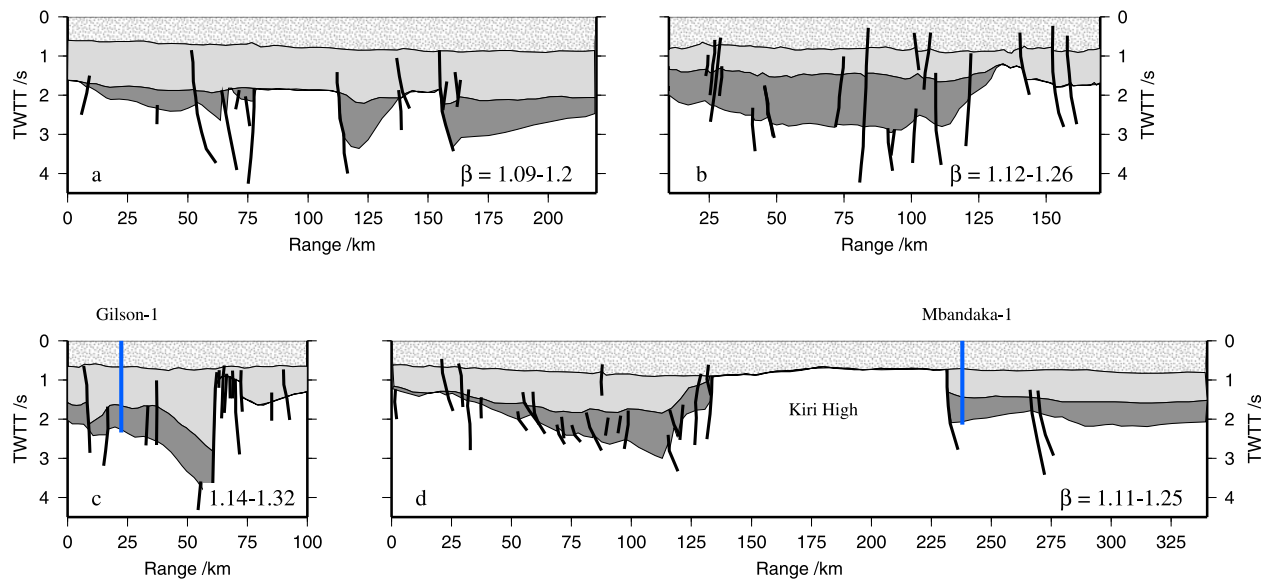 0
1
2
3
4
TWTT /s
a
β = 1.09-1.2
0 25 50 75 100 125 150 175 200
Range /km
0
1
2
3
4
TWTT /s
b
β = 1.12-1.26
25 50 75 100 125 150
Range /km
Gilson-1
0
1
2
3
4
TWTT /s
c
1.14-1.32
0 25 50 75 100
Range /km
Mbandaka-1
Kiri High
0
1
2
3
4
TWTT /s
d
β = 1.11-1.25
0 25 50 75 100 125 150 175 200 225 250 275 300 325
Range /km